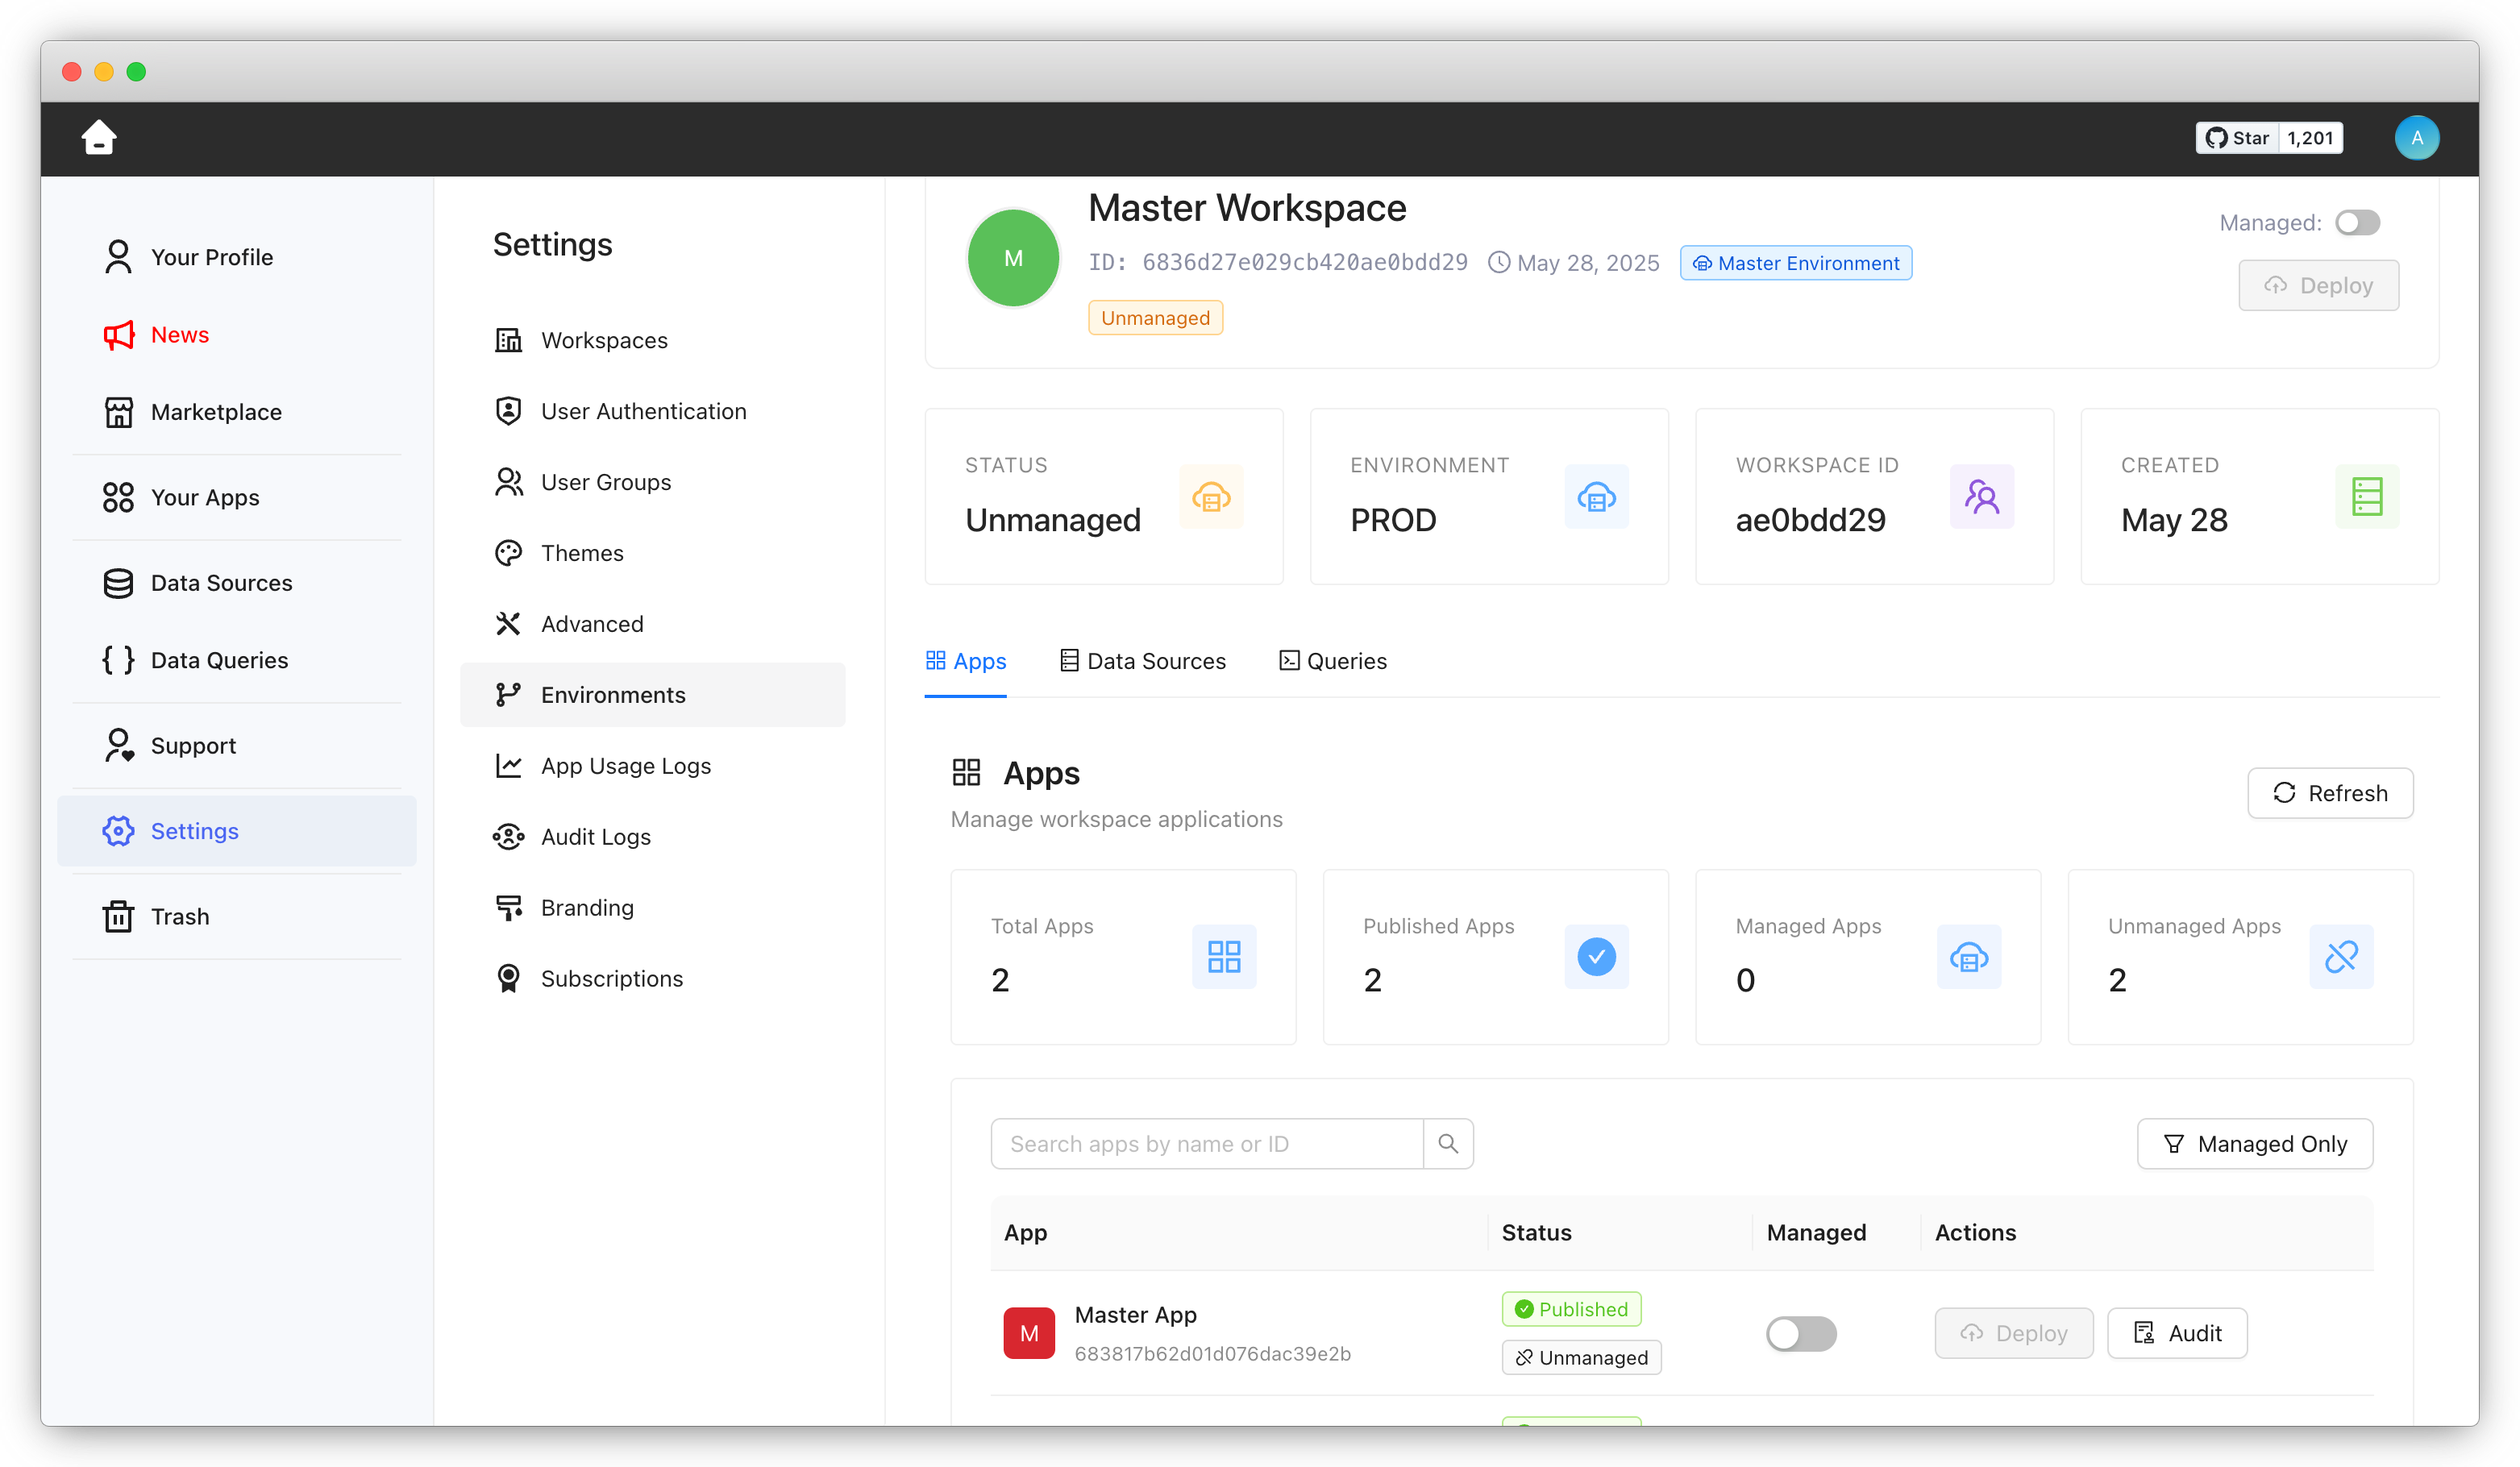 Star 1,201
A
Your Profile
News
Marketplace
Your Apps
Data Sources
Data Queries
Support
Settings
Trash
Settings
Workspaces
User Authentication
User Groups
Themes
Advanced
Environments
App Usage Logs
Audit Logs
Branding
Subscriptions
M
Master Workspace
ID: 6836d27e029cb420ae0bdd29 May 28, 2025 Master Environment
Unmanaged
Managed:
Deploy
STATUS
Unmanaged
ENVIRONMENT
PROD
WORKSPACE ID
ae0bdd29
CREATED
May 28
Apps Data Sources Queries
Apps
Manage workspace applications
Refresh
Total Apps
2
Published Apps
2
Managed Apps
0
Unmanaged Apps
2
Search apps by name or ID
Managed Only
App Status Managed Actions
M
Master App
683817b62d01d076dac39e2b
Published
Unmanaged
Deploy
Audit